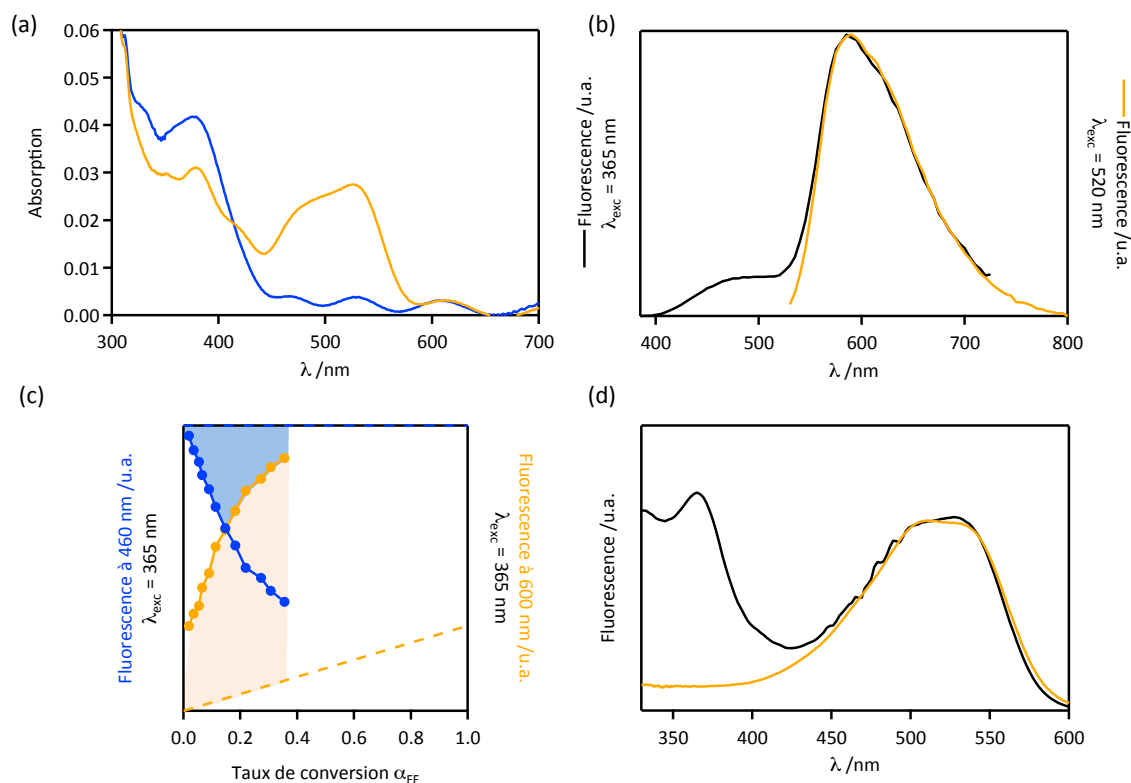 (a)
0.06
0.05
0.04
0.03
0.02
0.01
0.00
Absorption
300
400
500
600
700
λ /nm
(b)
Fluorescence /u.a.
λexc = 365 nm
Fluorescence /u.a.
λexc = 520 nm
400
500
600
700
800
λ /nm
(c)
Fluorescence à 460 nm /u.a.
λexc = 365 nm
Fluorescence à 600 nm /u.a.
λexc = 365 nm
0.0
0.2
0.4
0.6
0.8
1.0
Taux de conversion αFF
(d)
Fluorescence /u.a.
350
400
450
500
550
600
λ /nm